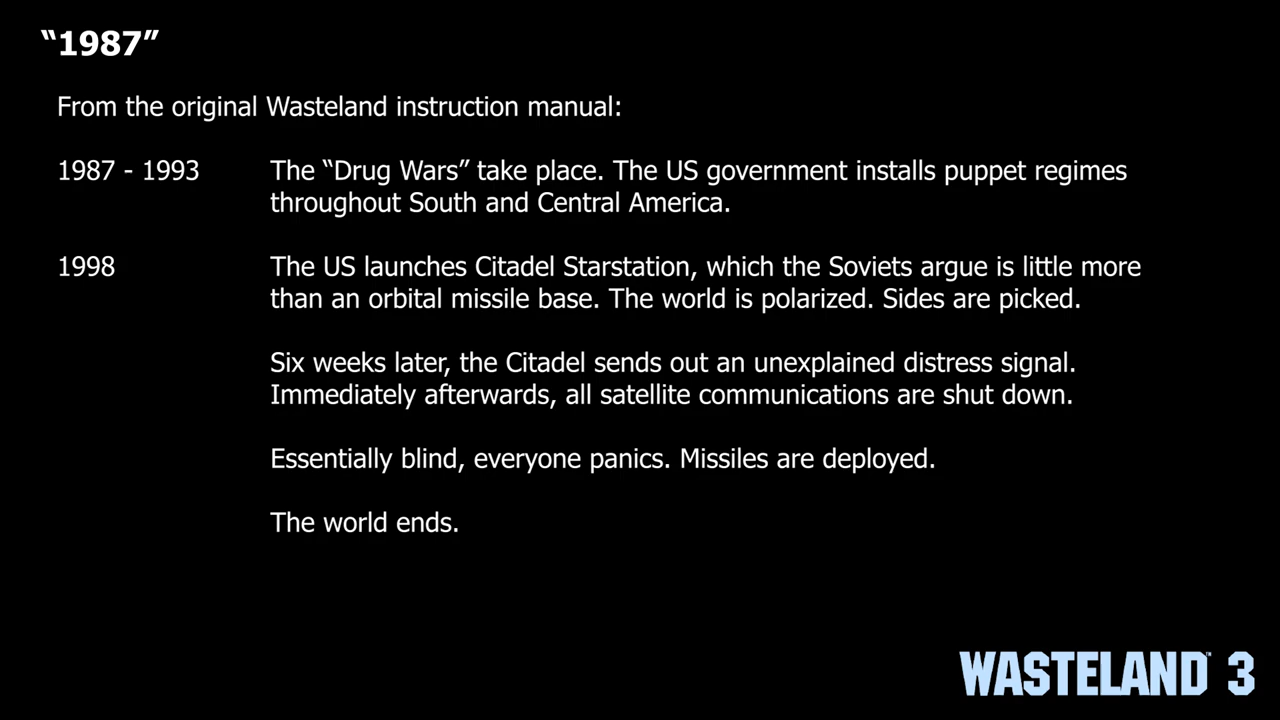 “1987”
From the original Wasteland instruction manual:
1987 - 1993 The “Drug Wars” take place. The US government installs puppet regimes
throughout South and Central America.
1998 The US launches Citadel Starstation, which the Soviets argue is little more
than an orbital missile base. The world is polarized. Sides are picked.
Six weeks later, the Citadel sends out an unexplained distress signal.
Immediately afterwards, all satellite communications are shut down.
Essentially blind, everyone panics. Missiles are deployed.
The world ends.
WASTELAND™ 3